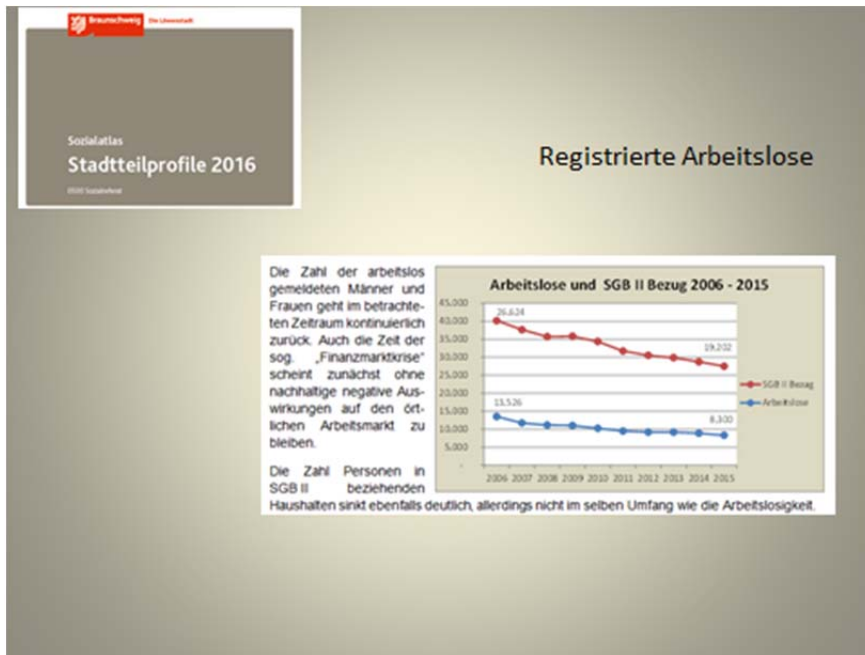 Braunschweig Die Löwenstadt
Sozialatlas
Stadtteilprofile 2016
0500 Sozialreferat
Registrierte Arbeitslose
Die Zahl der arbeitslos
gemeldeten Männer und
Frauen geht im betrachte-
ten Zeitraum kontinuierlich
zurück. Auch die Zeit der
sog. „Finanzmarktkrise“
scheint zunächst ohne
nachhaltige negative Aus-
wirkungen auf den ört-
lichen Arbeitsmarkt zu
bleiben.
Die Zahl Personen in
SGB II beziehenden
Haushalten sinkt ebenfalls deutlich, allerdings nicht im selben Umfang wie die Arbeitslosigkeit.
Arbeitslose und SGB II Bezug 2006 - 2015
45,000
40,000
35,000
30,000
25,000
20,000
15,000
10,000
5,000
-
26,624
19,202
13,526
8,300
SGB II Bezug
Arbeitslose
2006 2007 2008 2009 2010 2011 2012 2013 2014 2015